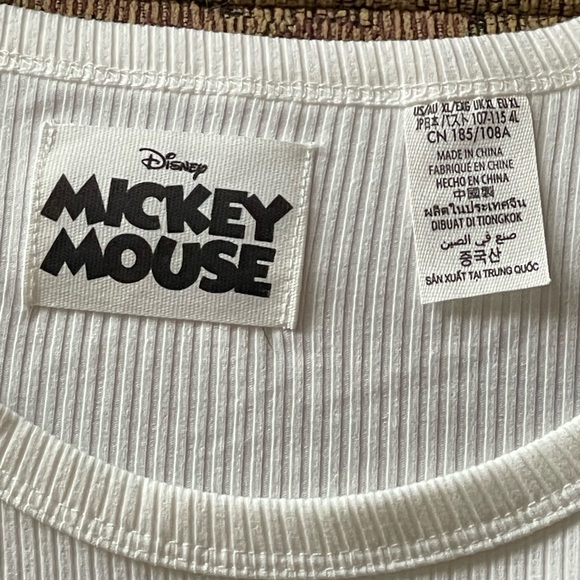 Disney
MICKEY
MOUSE
US/AU XL/EXG UK XL EU XL
JP日本/バスト 107-115 4L
CN 185/108A
MADE IN CHINA
FABRIQUÉ EN CHINE
HECHO EN CHINA
中國製
ผลิตในประเทศจีน
DIBUAT DI TIONGKOK
صنع في الصين
중국산
SẢN XUẤT TẠI TRUNG QUỐC